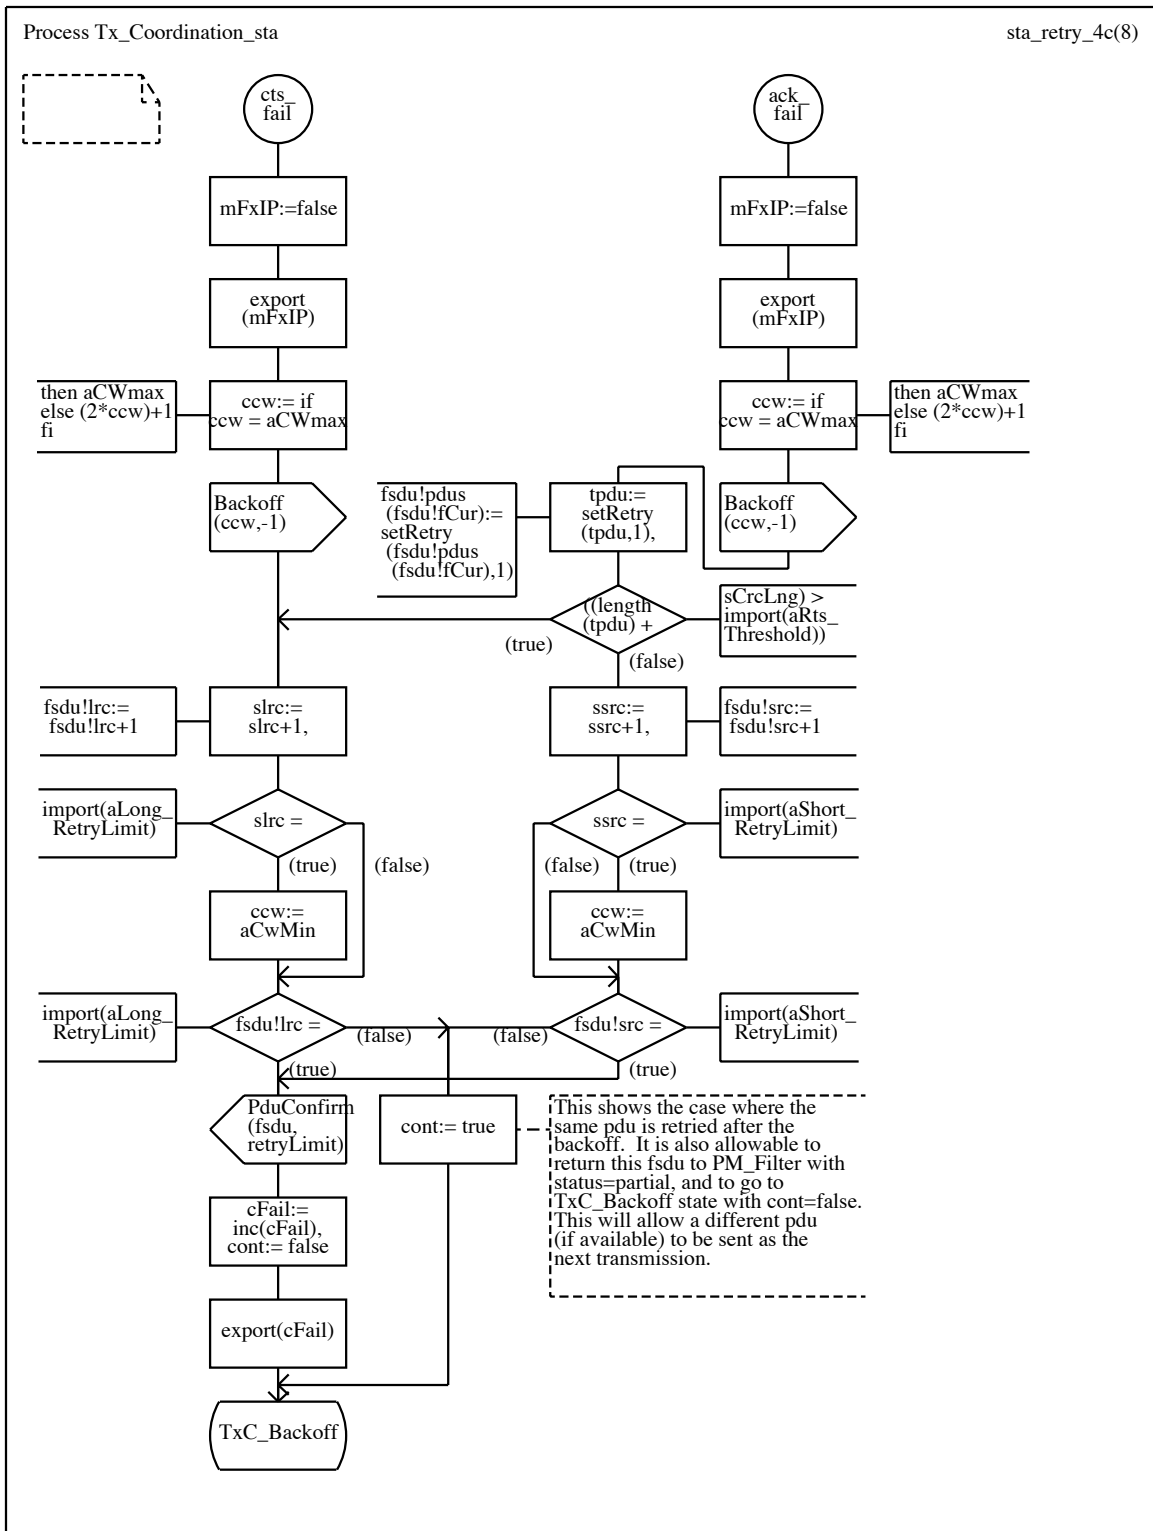 Process Tx_Coordination_sta
sta_retry_4c(8)
cts_
fail
ack_
fail
mFxIP:=false
mFxIP:=false
export
(mFxIP)
export
(mFxIP)
then aCWmax
else (2*ccw)+1
fi
ccw:= if
ccw = aCWmax
ccw:= if
ccw = aCWmax
then aCWmax
else (2*ccw)+1
fi
Backoff
(ccw,-1)
fsdu!pdus
(fsdu!fCur):=
setRetry
(fsdu!pdus
(fsdu!fCur),1)
tpdu:=
setRetry
(tpdu,1),
Backoff
(ccw,-1)
((length
(tpdu) +
sCrcLng) >
import(aRts_
Threshold))
(true)
(false)
fsdu!lrc:=
fsdu!lrc+1
slrc:=
slrc+1,
ssrc:=
ssrc+1,
fsdu!src:=
fsdu!src+1
import(aLong_
RetryLimit)
slrc =
ssrc =
import(aShort_
RetryLimit)
(true)
(false)
(false)
(true)
ccw:=
aCwMin
ccw:=
aCwMin
import(aLong_
RetryLimit)
fsdu!lrc =
(false)
(false)
fsdu!src =
import(aShort_
RetryLimit)
(true)
(true)
PduConfirm
(fsdu,
retryLimit)
cont:= true
This shows the case where the
same pdu is retried after the
backoff.  It is also allowable to
return this fsdu to PM_Filter with
status=partial, and to go to
TxC_Backoff state with cont=false.
This will allow a different pdu
(if available) to be sent as the
next transmission.
cFail:=
inc(cFail),
cont:= false
export(cFail)
TxC_Backoff